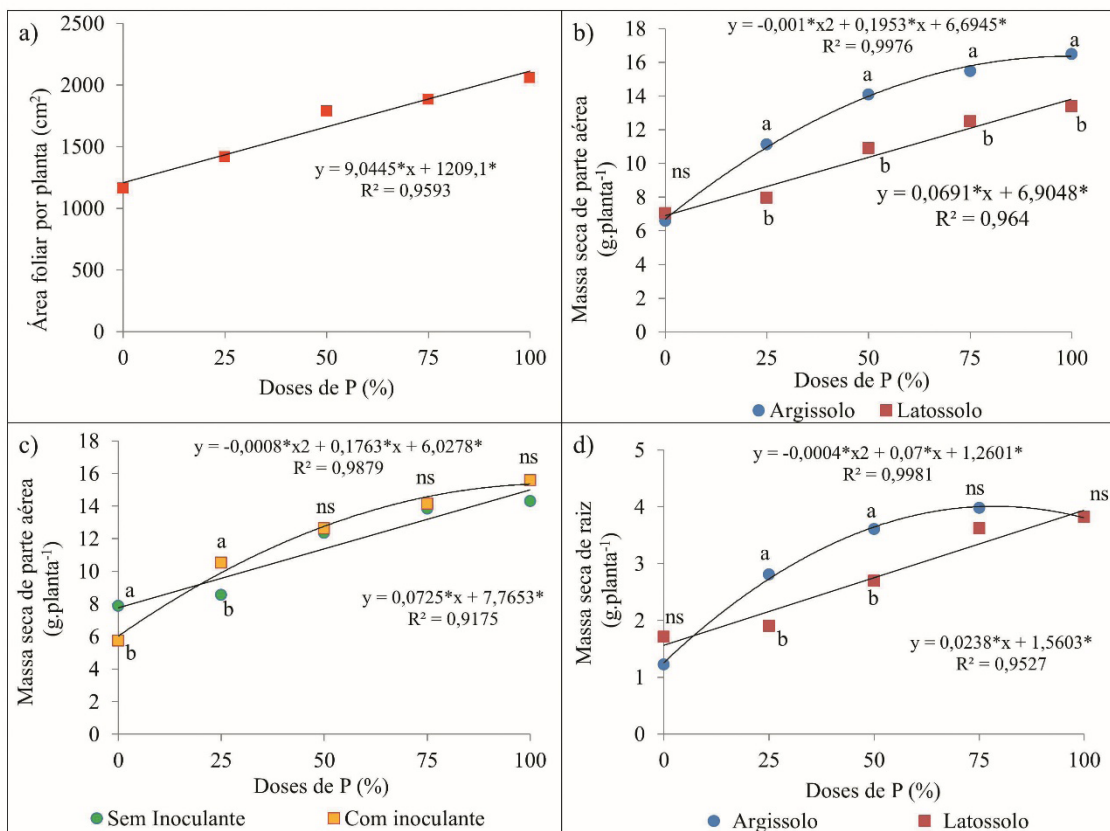 a)
Área foliar por planta (cm²)
2500
2000
1500
1000
500
0
y = 9,0445*x + 1209,1*
R² = 0,9593
0 25 50 75 100
Doses de P (%)
b)
Massa seca de parte aérea
(g.planta⁻¹)
18
16
14
12
10
8
6
4
2
0
y = -0,001*x2 + 0,1953*x + 6,6945*
R² = 0,9976
ns
a
a
a
a
b
b
b
b
y = 0,0691*x + 6,9048*
R² = 0,964
0 25 50 75 100
Doses de P (%)
Argissolo Latossolo
c)
Massa seca de parte aérea
(g.planta⁻¹)
18
16
14
12
10
8
6
4
2
0
y = -0,0008*x2 + 0,1763*x + 6,0278*
R² = 0,9879
a
a
ns
ns
ns
b
b
y = 0,0725*x + 7,7653*
R² = 0,9175
0 25 50 75 100
Doses de P (%)
Sem Inoculante Com inoculante
d)
Massa seca de raiz
(g.planta⁻¹)
5
4
3
2
1
0
y = -0,0004*x2 + 0,07*x + 1,2601*
R² = 0,9981
ns
a
a
ns
ns
b
b
y = 0,0238*x + 1,5603*
R² = 0,9527
0 25 50 75 100
Doses de P (%)
Argissolo Latossolo